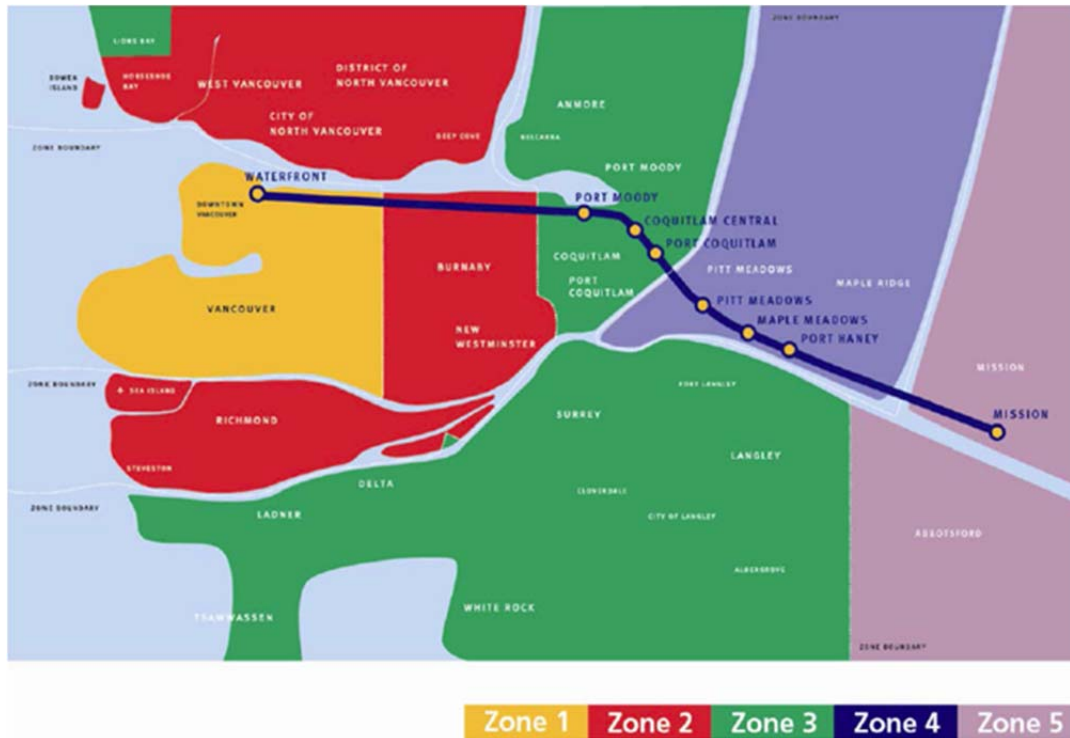 ZONE BOUNDARY
LIONS BAY
BOWEN
ISLAND
HORSESHOE
BAY
WEST VANCOUVER
DISTRICT OF
NORTH VANCOUVER
CITY OF
NORTH VANCOUVER
DEEP COVE
ANMORE
BELCARRA
PORT MOODY
ZONE BOUNDARY
WATERFRONT
DOWNTOWN
VANCOUVER
PORT MOODY
COQUITLAM CENTRAL
PORT COQUITLAM
COQUITLAM
PORT
COQUITLAM
BURNABY
PITT MEADOWS
MAPLE RIDGE
PITT MEADOWS
MAPLE MEADOWS
PORT HANEY
VANCOUVER
NEW
WESTMINSTER
MISSION
ZONE BOUNDARY
SEA ISLAND
FORT LANGLEY
RICHMOND
SURREY
MISSION
LANGLEY
STEVESTON
DELTA
CLOVERDALE
ZONE BOUNDARY
LADNER
CITY OF LANGLEY
ABBOTSFORD
ALDERGROVE
TSAWWASSEN
WHITE ROCK
ZONE BOUNDARY
Zone 1 Zone 2 Zone 3 Zone 4 Zone 5